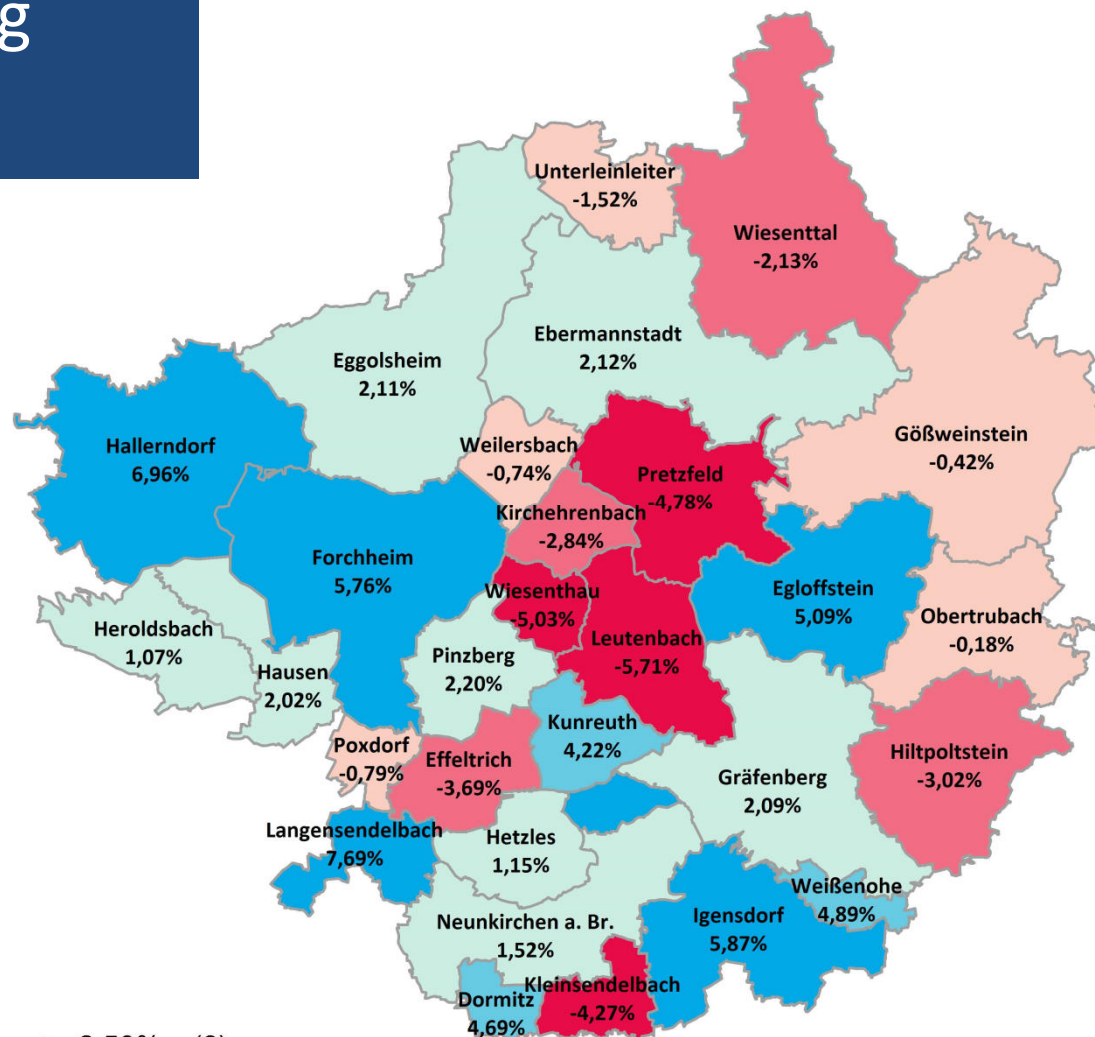 g
Unterleinleiter
-1,52%
Wiesenttal
-2,13%
Ebermannstadt
2,12%
Eggolsheim
2,11%
Gößweinstein
-0,42%
Hallerndorf
6,96%
Weilersbach
-0,74%
Pretzfeld
-4,78%
Kirchehrenbach
-2,84%
Forchheim
5,76%
Wiesenthau
-5,03%
Egloffstein
5,09%
Obertrubach
-0,18%
Heroldsbach
1,07%
Leutenbach
-5,71%
Pinzberg
2,20%
Hausen
2,02%
Kunreuth
4,22%
Poxdorf
-0,79%
Effeltrich
-3,69%
Hiltpoltstein
-3,02%
Gräfenberg
2,09%
Langensendelbach
7,69%
Hetzles
1,15%
Weißenohe
4,89%
Neunkirchen a. Br.
1,52%
Igensdorf
5,87%
Kleinsendelbach
-4,27%
Dormitz
4,69%